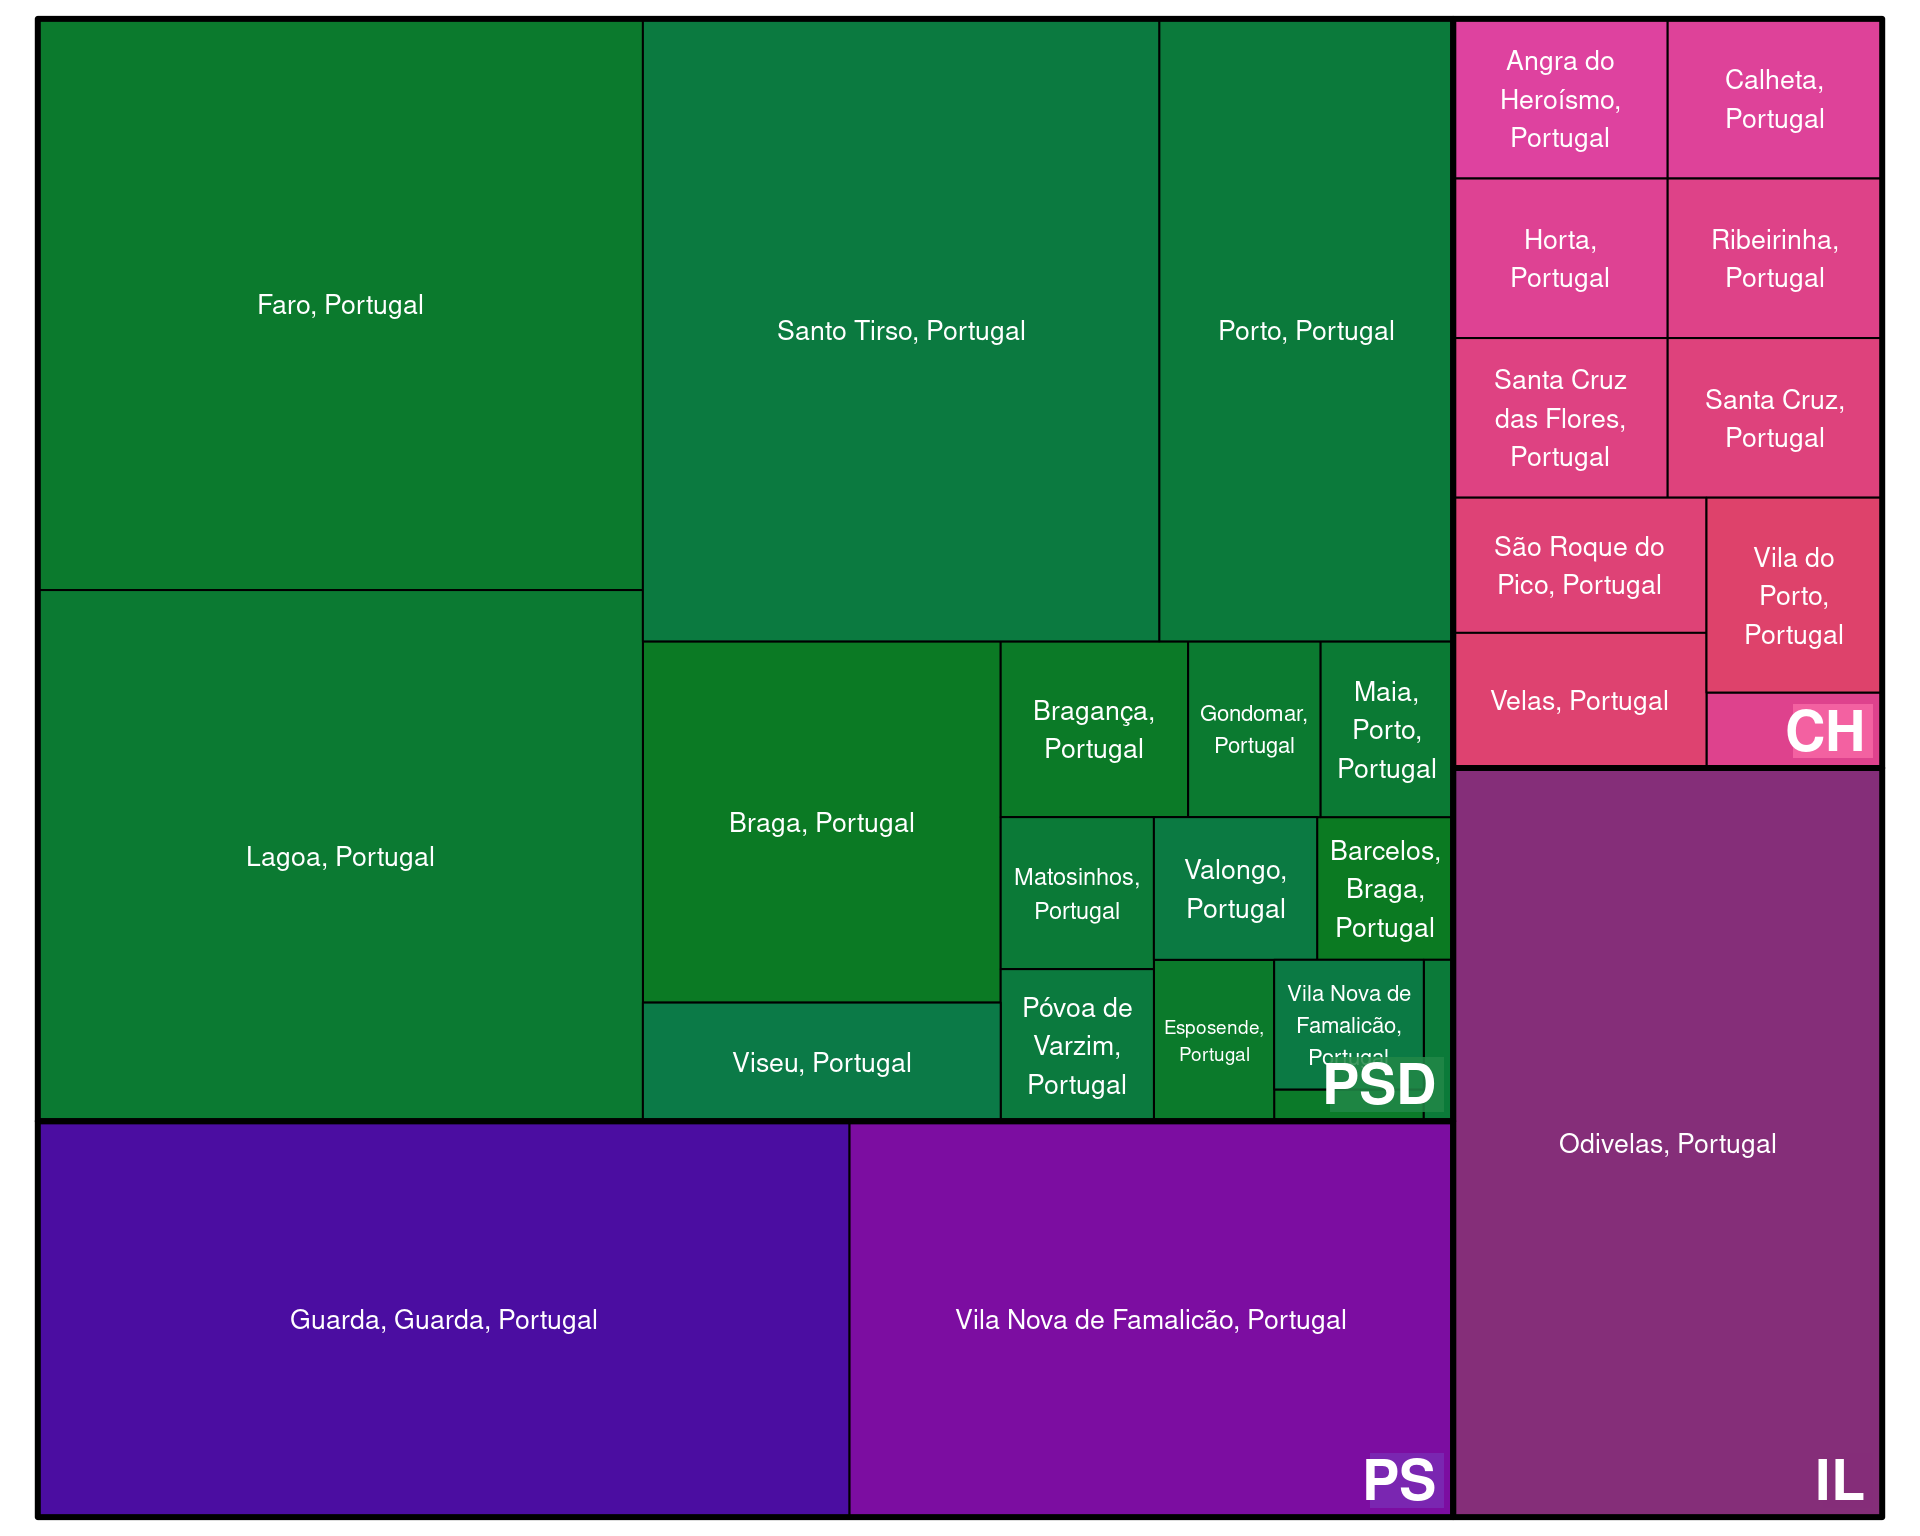 Faro, Portugal
Santo Tirso, Portugal
Porto, Portugal
Lagoa, Portugal
Braga, Portugal
Viseu, Portugal
Bragança,
Portugal
Gondomar,
Portugal
Maia,
Porto,
Portugal
Matosinhos,
Portugal
Valongo,
Portugal
Barcelos,
Braga,
Portugal
Póvoa de
Varzim,
Portugal
Esposende,
Portugal
Vila Nova de
Famalicão,
Portugal
PSD
Guarda, Guarda, Portugal
Vila Nova de Famalicão, Portugal
PS
Angra do
Heroísmo,
Portugal
Calheta,
Portugal
Horta,
Portugal
Ribeirinha,
Portugal
Santa Cruz
das Flores,
Portugal
Santa Cruz,
Portugal
São Roque do
Pico, Portugal
Vila do
Porto,
Portugal
Velas, Portugal
CH
Odivelas, Portugal
IL